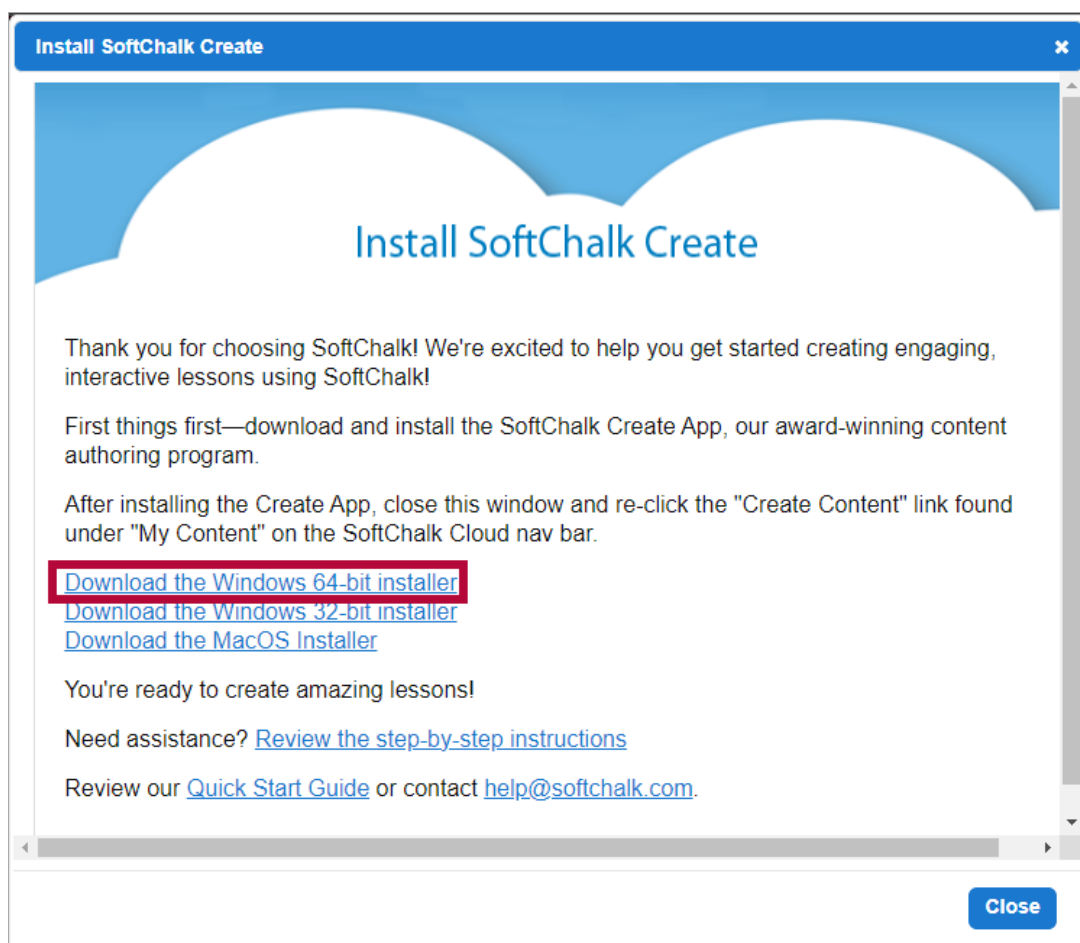 Install SoftChalk Create
Install SoftChalk Create
Thank you for choosing SoftChalk! We're excited to help you get started creating engaging,
interactive lessons using SoftChalk!
First things first—download and install the SoftChalk Create App, our award-winning content
authoring program.
After installing the Create App, close this window and re-click the "Create Content" link found
under "My Content" on the SoftChalk Cloud nav bar.
Download the Windows 64-bit installer
Download the Windows 32-bit installer
Download the MacOS Installer
You're ready to create amazing lessons!
Need assistance? Review the step-by-step instructions
Review our Quick Start Guide or contact help@softchalk.com.
Close